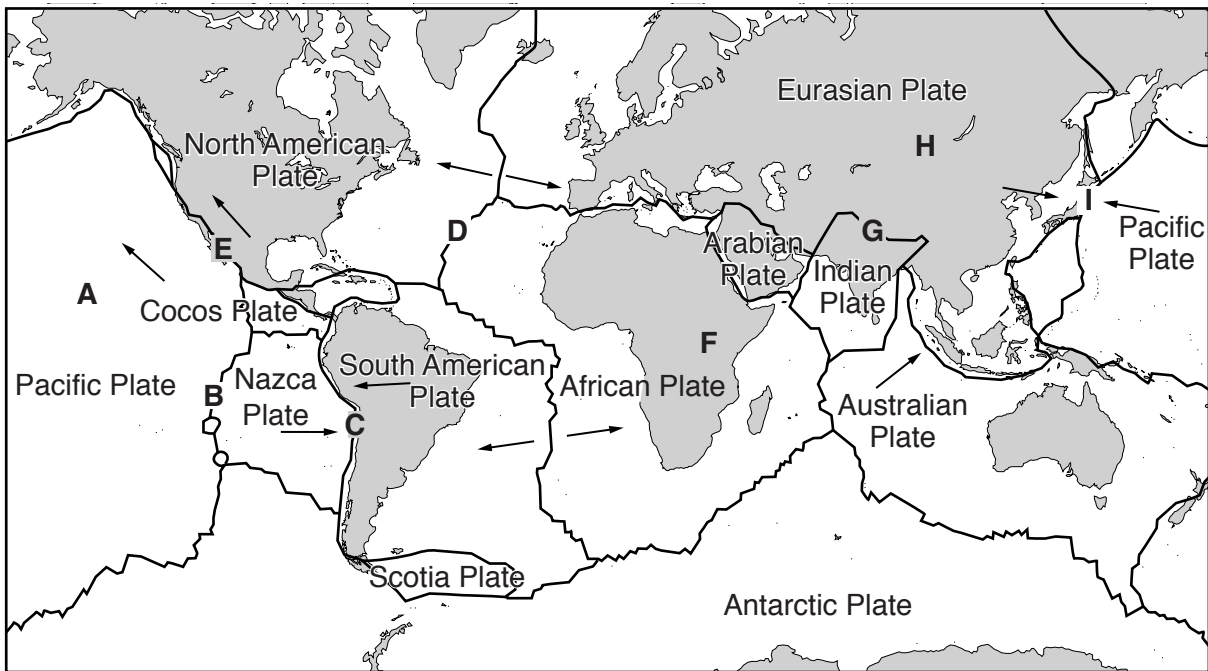 Eurasian Plate
H
North American
Plate
I
Pacific
Plate
D
G
E
Arabian
Plate
Indian
Plate
A
Cocos Plate
F
South American
Plate
Pacific Plate
B
Nazca
Plate
African Plate
C
Australian
Plate
Scotia Plate
Antarctic Plate